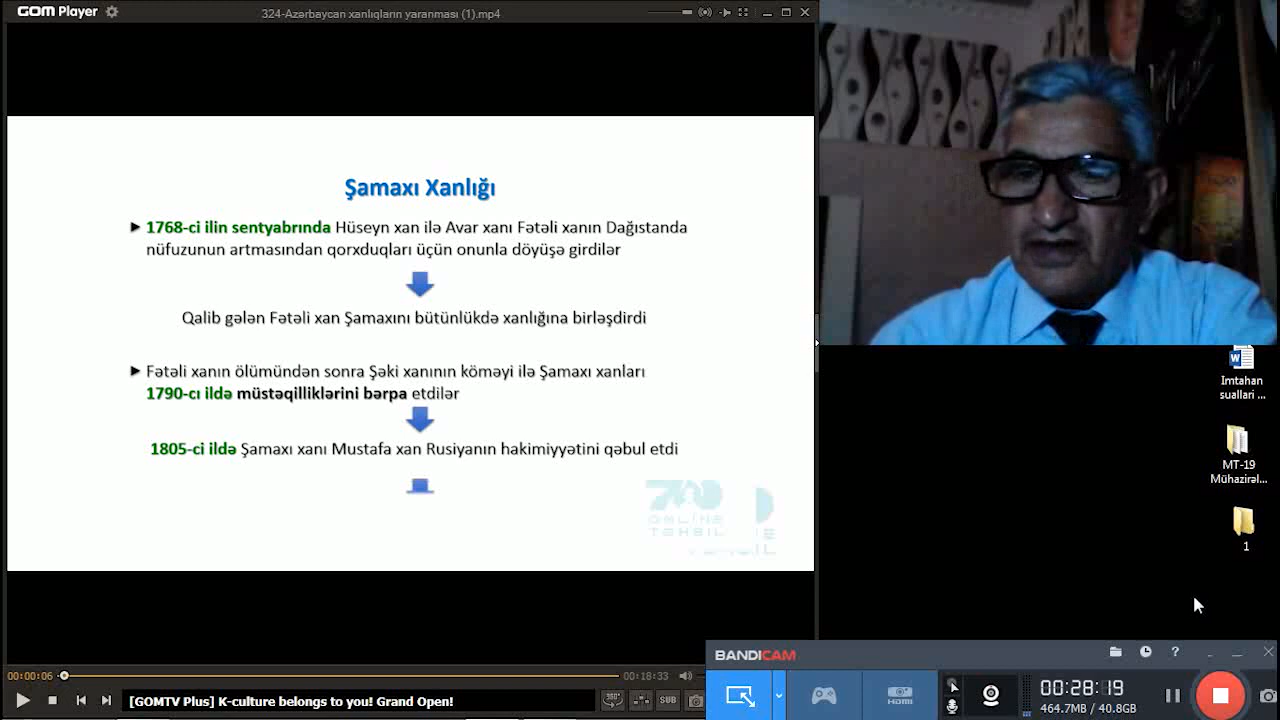 GOM Player
324-Azərbaycan xanlıqların yaranması (1).mp4
Şamaxı Xanlığı
1768-ci ilin sentyabrında Hüseyn xan ilə Avar xanı Fətəli xanın Dağıstanda
nüfuzunun artmasından qorxduqları üçün onunla döyüşə girdilər
Qalib gələn Fətəli xan Şamaxını bütünlükdə xanlığına birləşdirdi
Fətəli xanın ölümündən sonra Şəki xanının köməyi ilə Şamaxı xanları
1790-cı ildə müstəqilliklərini bərpa etdilər
1805-ci ildə Şamaxı xanı Mustafa xan Rusiyanın hakimiyyətini qəbul etdi
ONLINE
TƏHSİL
Imtahan
suallari ...
MT-19
Mühazirəl...
1
00:00:06
00:18:33
[GOMTV Plus] K-culture belongs to you! Grand Open!
360°
SUB
BANDICAM
HDMI
00:28:19
464.7MB / 40.8GB